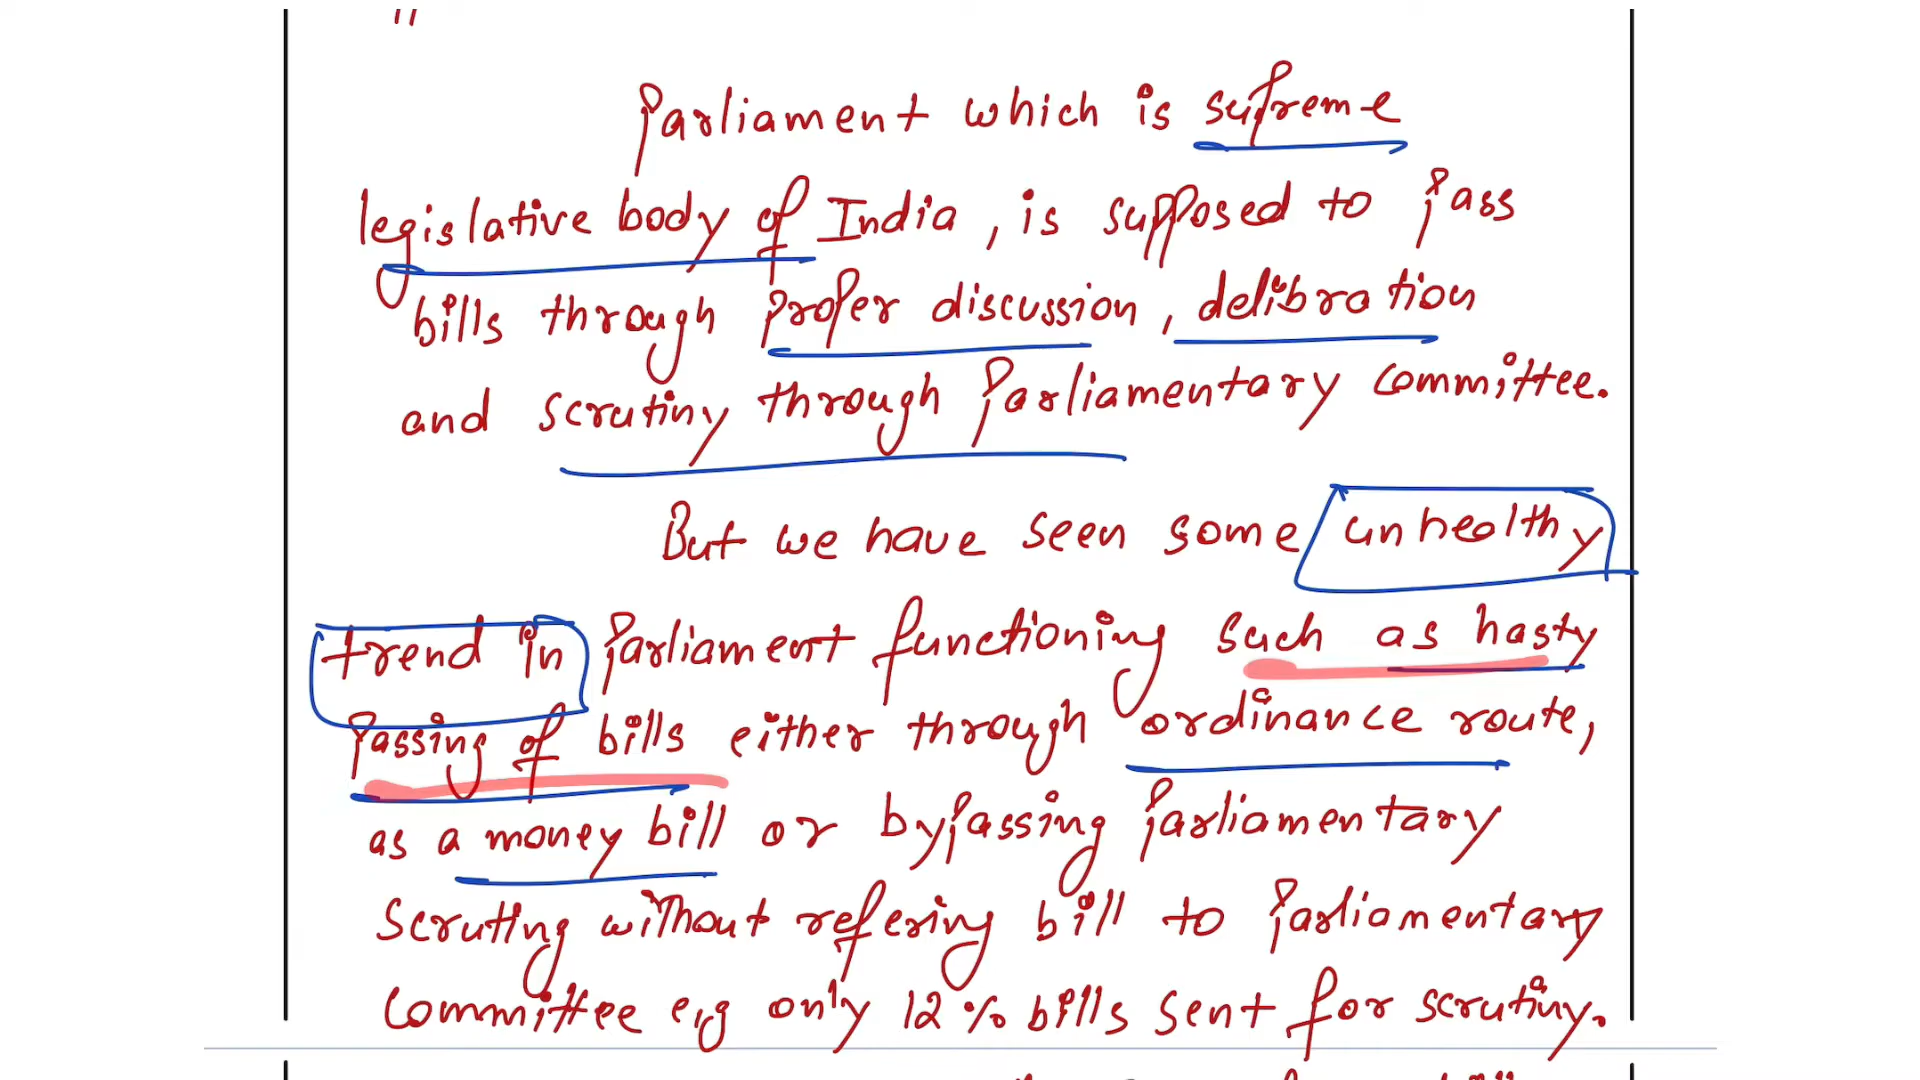 Parliament which is supreme
legislative body of India, is supposed to pass
bills through proper discussion, delibration
and scrutiny through Parliamentary committee.
But we have seen some unhealthy
trend in Parliament functioning such as hasty
passing of bills either through ordinance route,
as a money bill or bypassing parliamentary
scruting without refering bill to Parliamentary
Committee e.g only 12% bills sent for scrutiny.